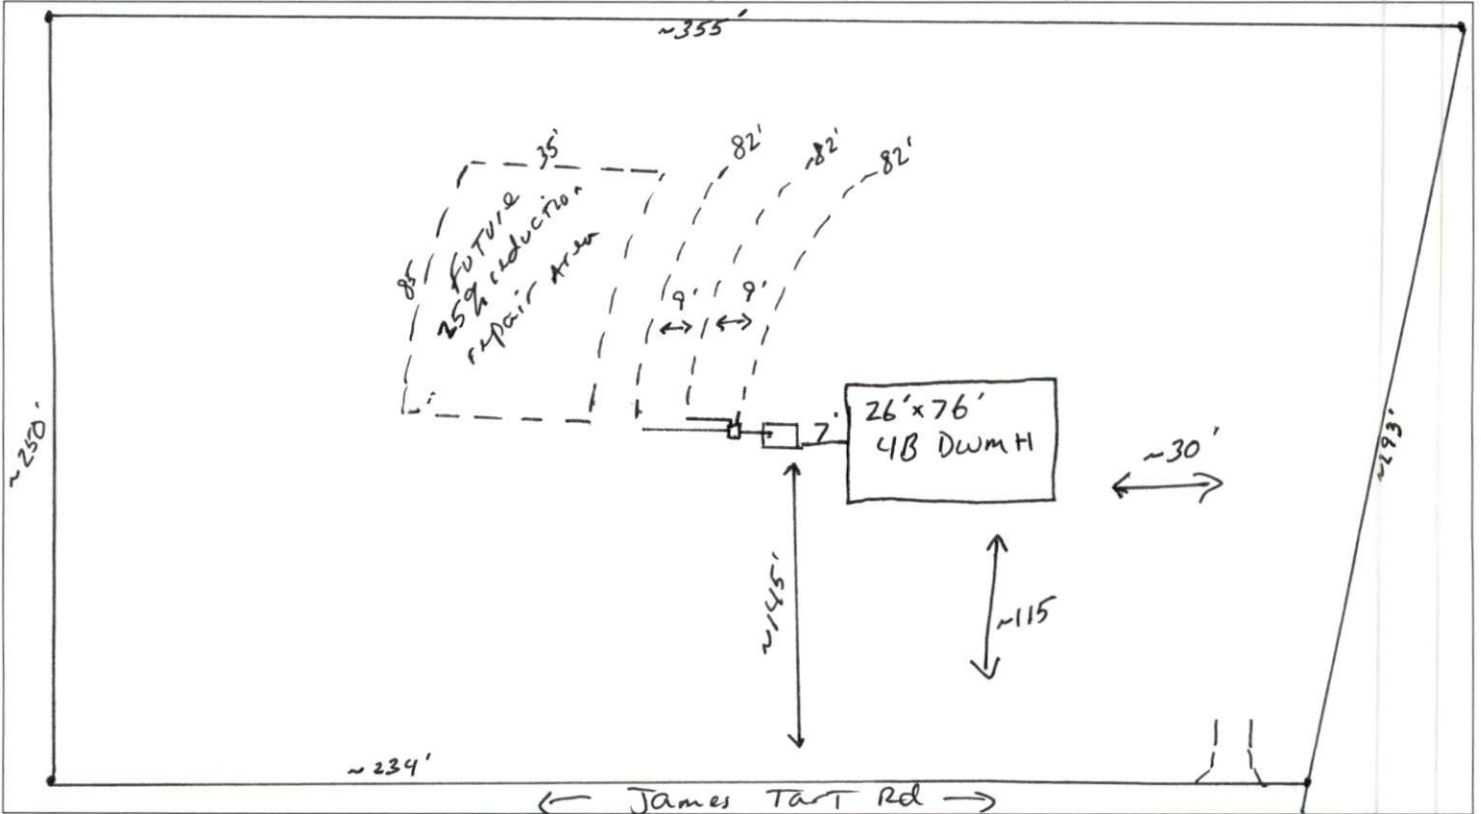 ~355'
35'
82'
82'
82'
85'
Future
25% reduction
repair Area
9'
9'
26'x76'
4B DwmH
7'
~30'
~293'
~250'
~145'
~115
~234'
James Tart Rd